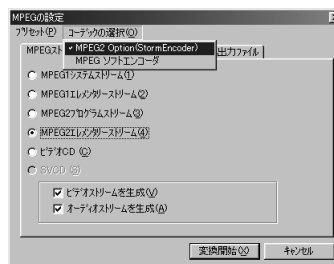 MPEGの設定
プリセット(P) コーデックの選択(O)
MPEGスト
✓ MPEG2 Option(StormEncoder)
MPEG ソフトエンコーダ
出力ファイル
MPEG1システムストリーム(1)
MPEG1エレメンタリーストリーム(2)
MPEG2プログラムストリーム(3)
MPEG2エレメンタリーストリーム(4)
ビデオCD (C)
SVCD (S)
ビデオストリームを生成(V)
オーディオストリームを生成(A)
変換開始(X) キャンセル